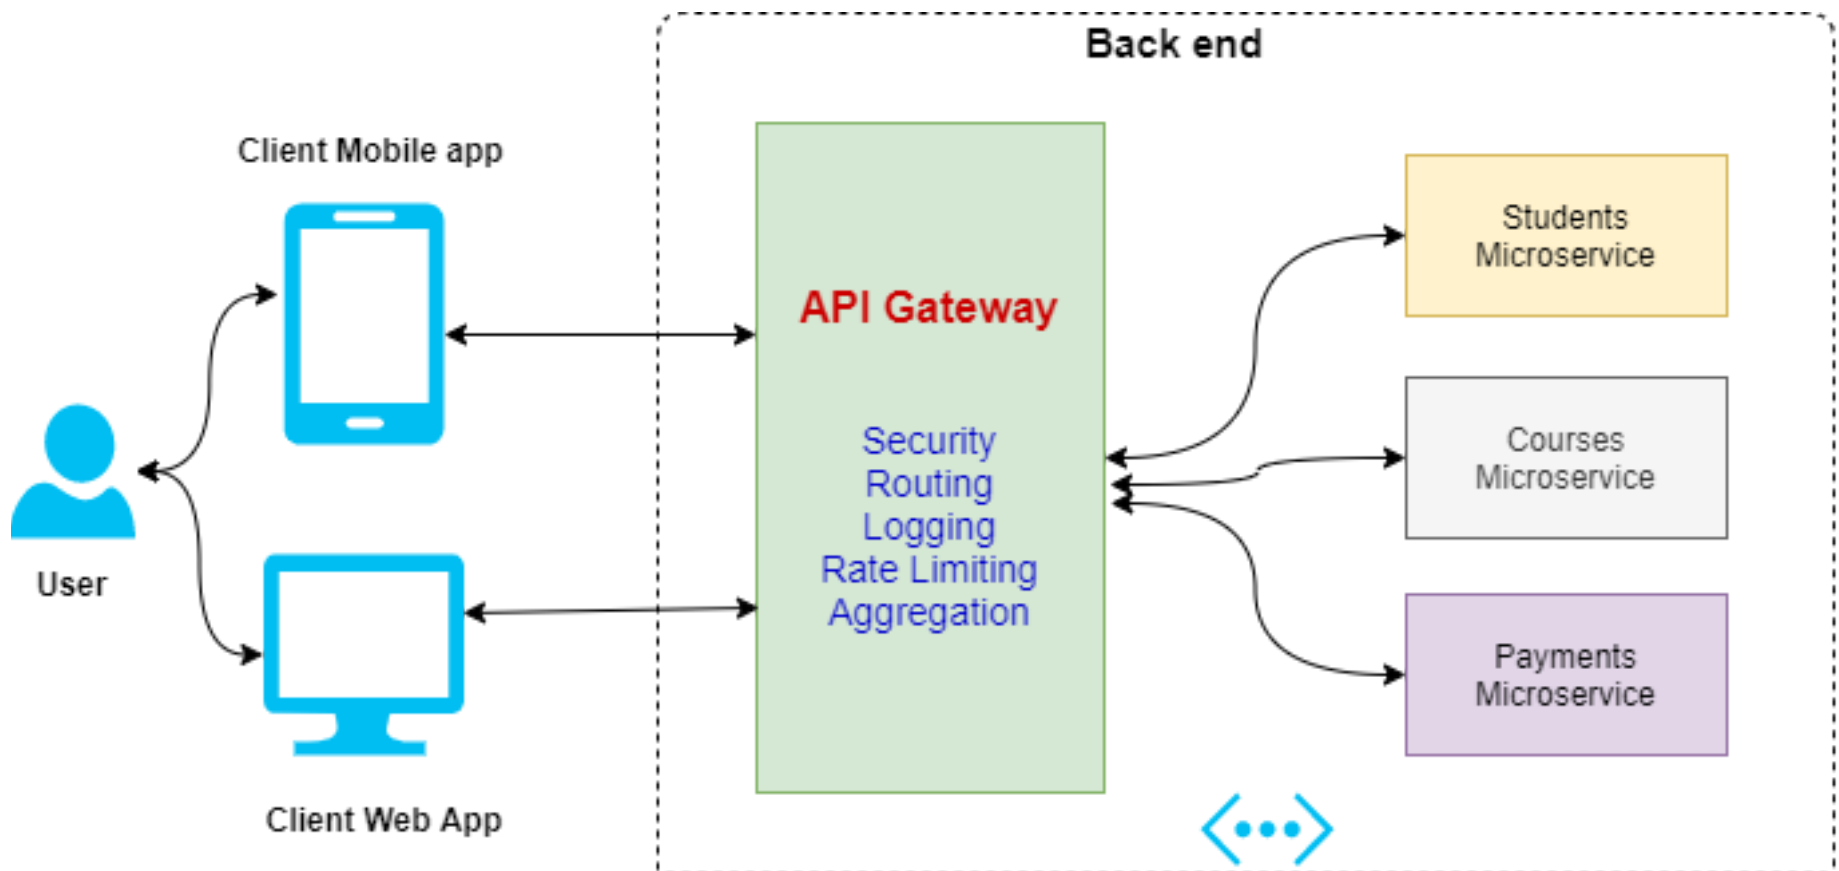 Back end
Client Mobile app
API Gateway
Security
Routing
Logging
Rate Limiting
Aggregation
Students
Microservice
Courses
Microservice
Payments
Microservice
User
Client Web App